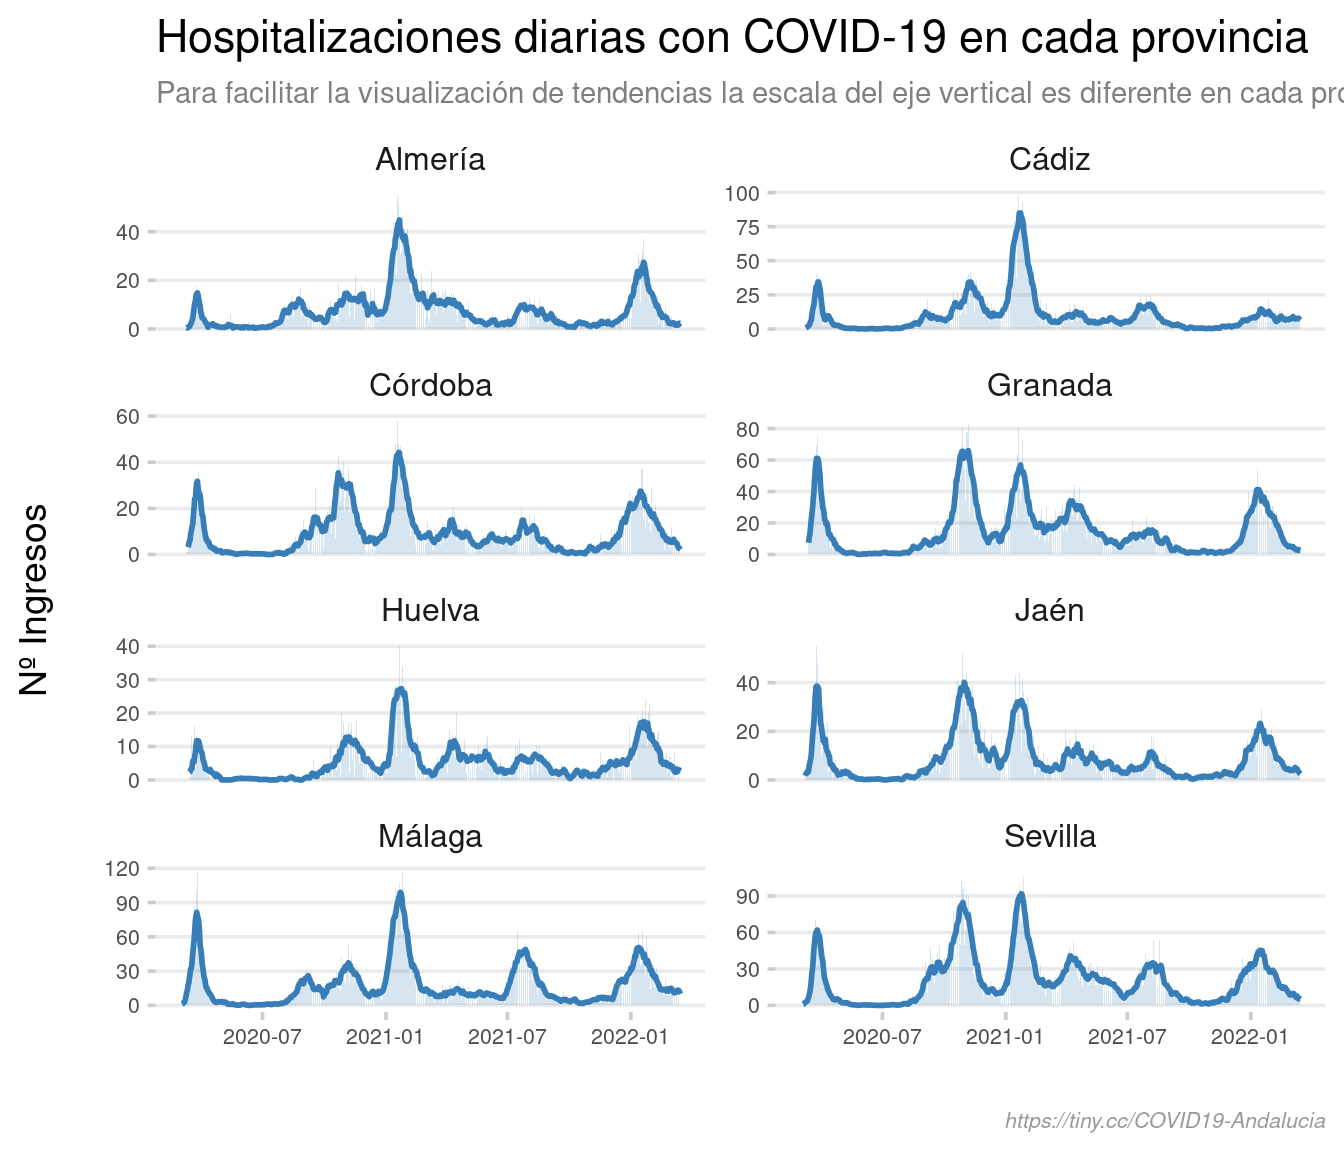 Hospitalizaciones diarias con COVID-19 en cada provincia
Para facilitar la visualización de tendencias la escala del eje vertical es diferente en cada pro
Nº Ingresos
Almería
40
20
0
Cádiz
100
75
50
25
0
Córdoba
60
40
20
0
Granada
80
60
40
20
0
Huelva
40
30
20
10
0
Jaén
40
20
0
Málaga
120
90
60
30
0
Sevilla
90
60
30
0
2020-07 2021-01 2021-07 2022-01
2020-07 2021-01 2021-07 2022-01
https://tiny.cc/COVID19-Andalucia